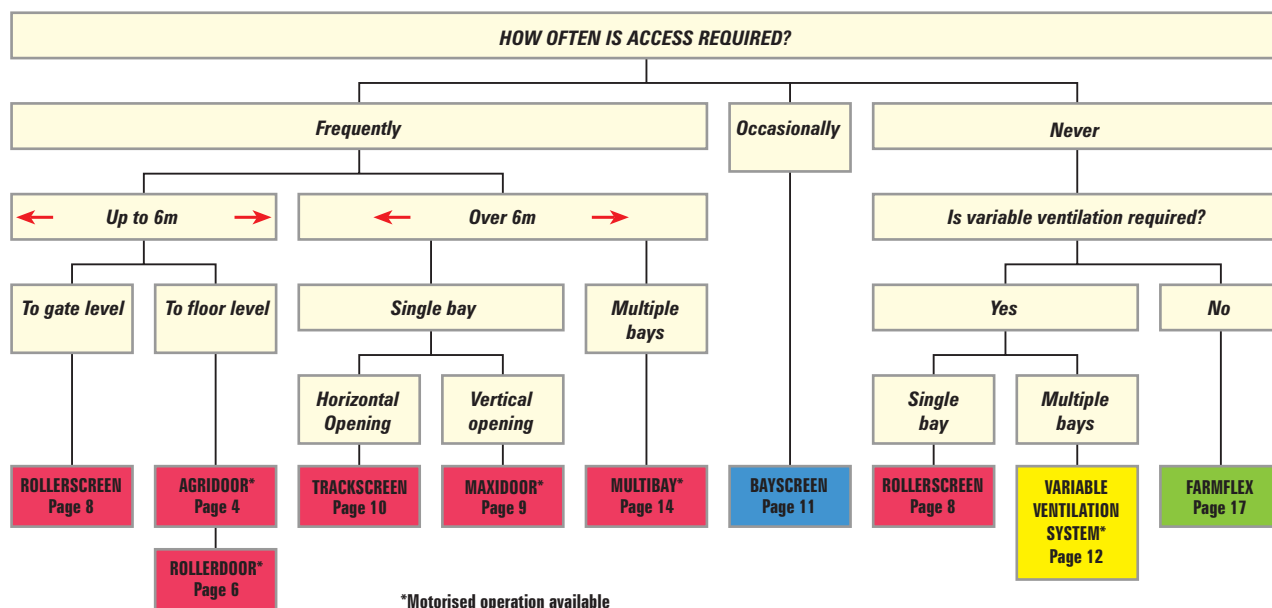 HOW OFTEN IS ACCESS REQUIRED?
Frequently
Occasionally
Never
Up to 6m
Over 6m
Is variable ventilation required?
To gate level
To floor level
Single bay
Multiple
bays
Yes
No
Horizontal
Opening
Vertical
opening
Single
bay
Multiple
bays
ROLLERSCREEN
Page 8
AGRIDOOR*
Page 4
TRACKSCREEN
Page 10
MAXIDOOR*
Page 9
MULTIBAY*
Page 14
BAYSCREEN
Page 11
ROLLERSCREEN
Page 8
VARIABLE
VENTILATION
SYSTEM*
Page 12
FARMFLEX
Page 17
ROLLERDOOR*
Page 6
*Motorised operation available